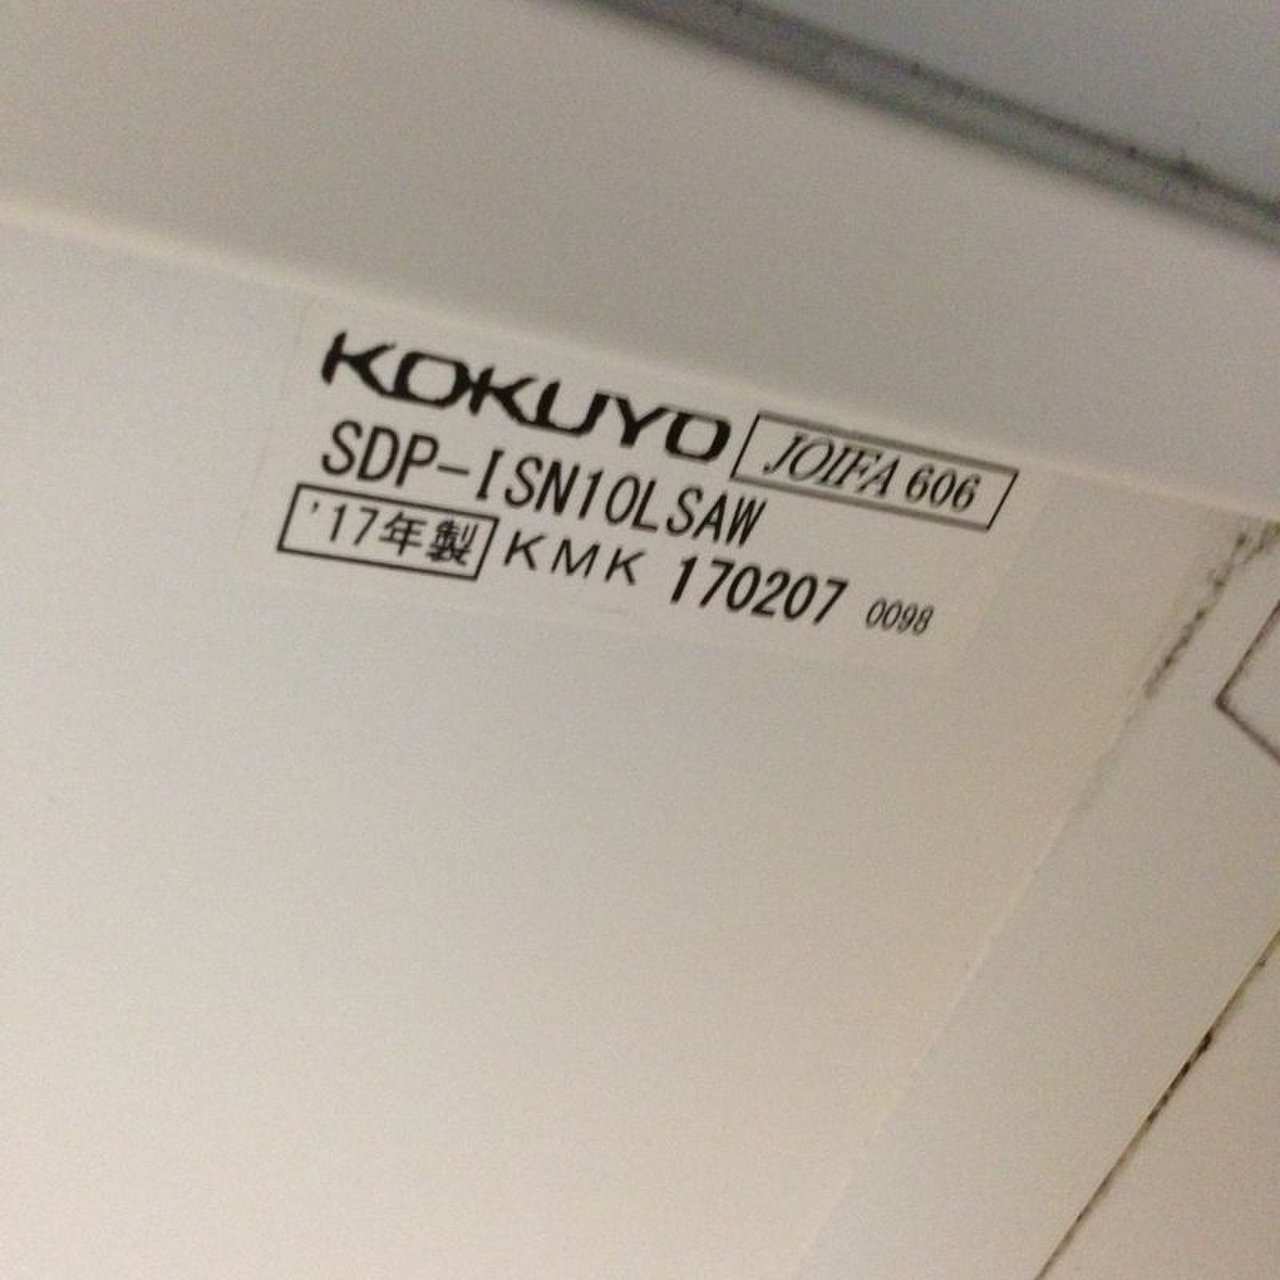 KOKUYO JOIFA 606
SDP-ISN10LSAW
'17年製 KMK 170207 0098